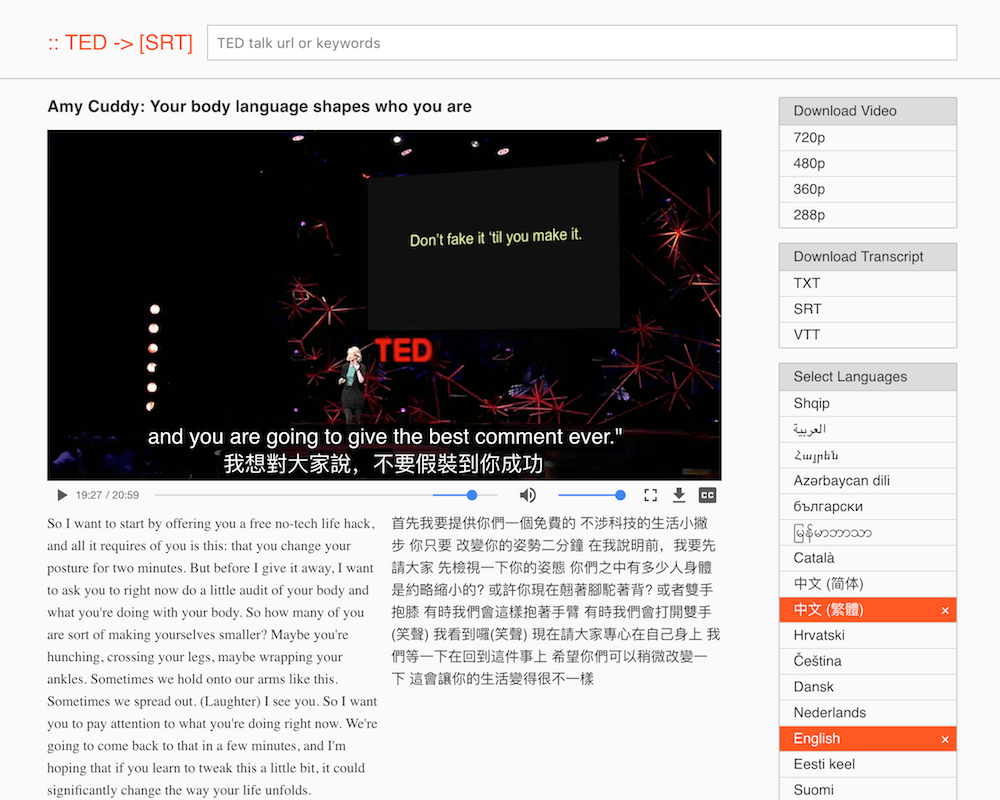 :: TED -> [SRT]
TED talk url or keywords
Amy Cuddy: Your body language shapes who you are
Don't fake it 'til you make it.
TED
and you are going to give the best comment ever."
我想對大家說，不要假裝到你成功
19:27 / 20:59
CC
So I want to start by offering you a free no-tech life hack,
and all it requires of you is this: that you change your
posture for two minutes. But before I give it away, I want
to ask you to right now do a little audit of your body and
what you're doing with your body. So how many of you
are sort of making yourselves smaller? Maybe you're
hunching, crossing your legs, maybe wrapping your
ankles. Sometimes we hold onto our arms like this.
Sometimes we spread out. (Laughter) I see you. So I want
you to pay attention to what you're doing right now. We're
going to come back to that in a few minutes, and I'm
hoping that if you learn to tweak this a little bit, it could
significantly change the way your life unfolds.
首先我要提供你們一個免費的 不涉科技的生活小撇
步 你只要 改變你的姿勢二分鐘 在我說明前，我要先
請大家 先檢視一下你的姿態 你們之中有多少人身體
是約略縮小的? 或許你現在翹著腳駝著背? 或者雙手
抱膝 有時我們會這樣抱著手臂 有時我們會打開雙手
(笑聲) 我看到囉(笑聲) 現在請大家專心在自己身上 我
們等一下在回到這件事上 希望你們可以稍微改變一
下 這會讓你的生活變得很不一樣
Download Video
720p
480p
360p
288p
Download Transcript
TXT
SRT
VTT
Select Languages
Shqip
العربية
Հայրեն
Azərbaycan dili
български
မြန်မာဘာသာ
Català
中文 (简体)
中文 (繁體) ×
Hrvatski
Čeština
Dansk
Nederlands
English ×
Eesti keel
Suomi